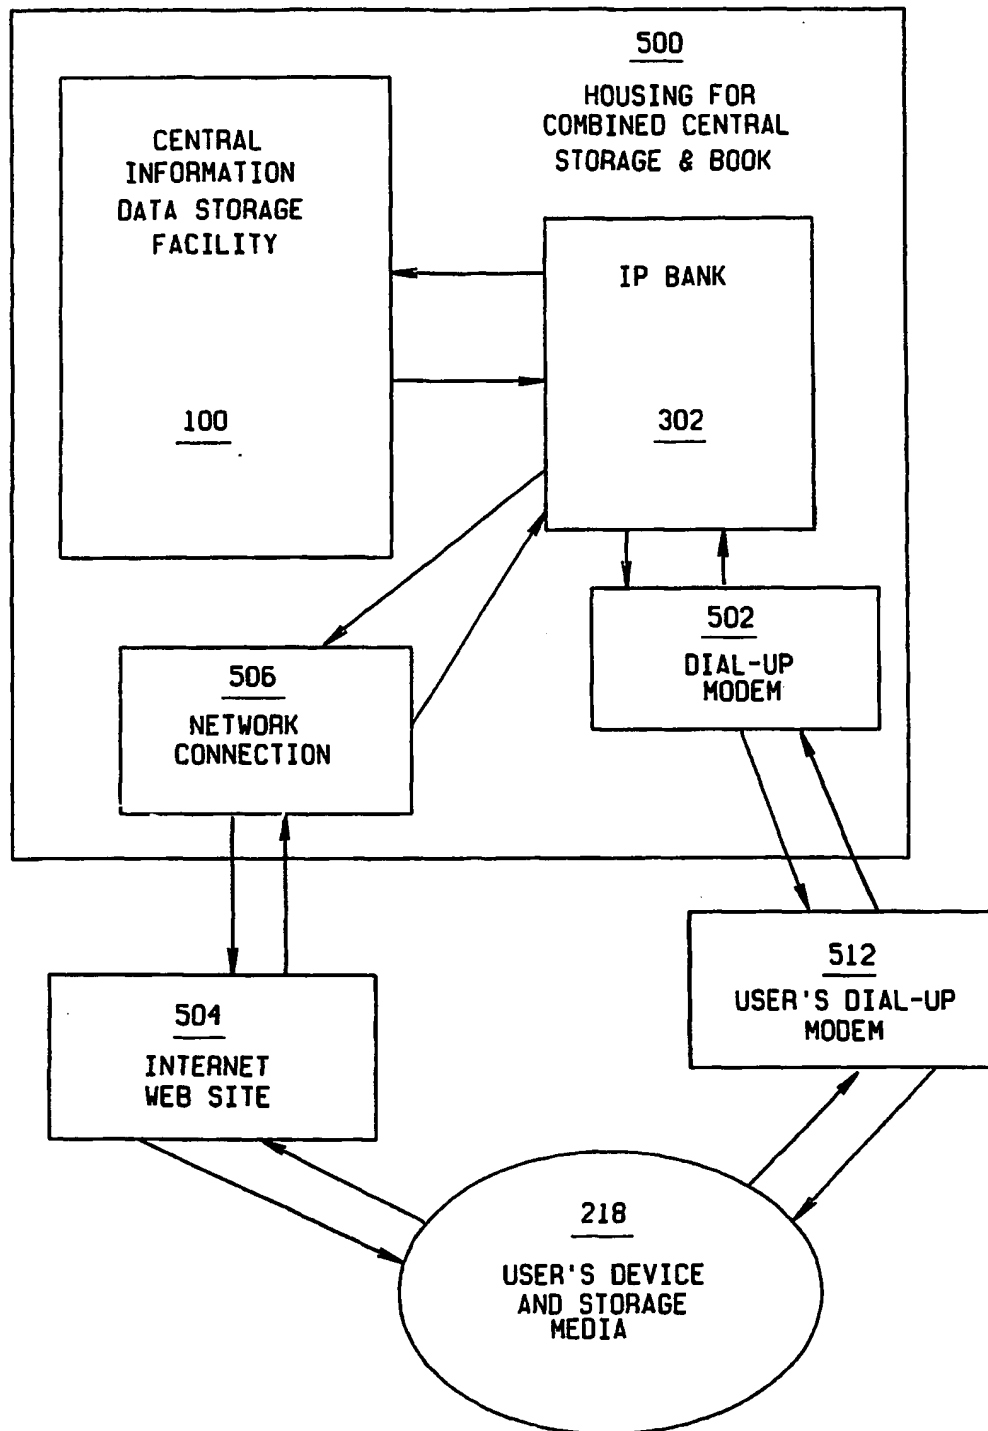 500
HOUSING FOR
COMBINED CENTRAL
STORAGE & BOOK
CENTRAL
INFORMATION
DATA STORAGE
FACILITY
100
IP BANK
302
502
DIAL-UP
MODEM
506
NETWORK
CONNECTION
512
USER'S DIAL-UP
MODEM
504
INTERNET
WEB SITE
218
USER'S DEVICE
AND STORAGE
MEDIA